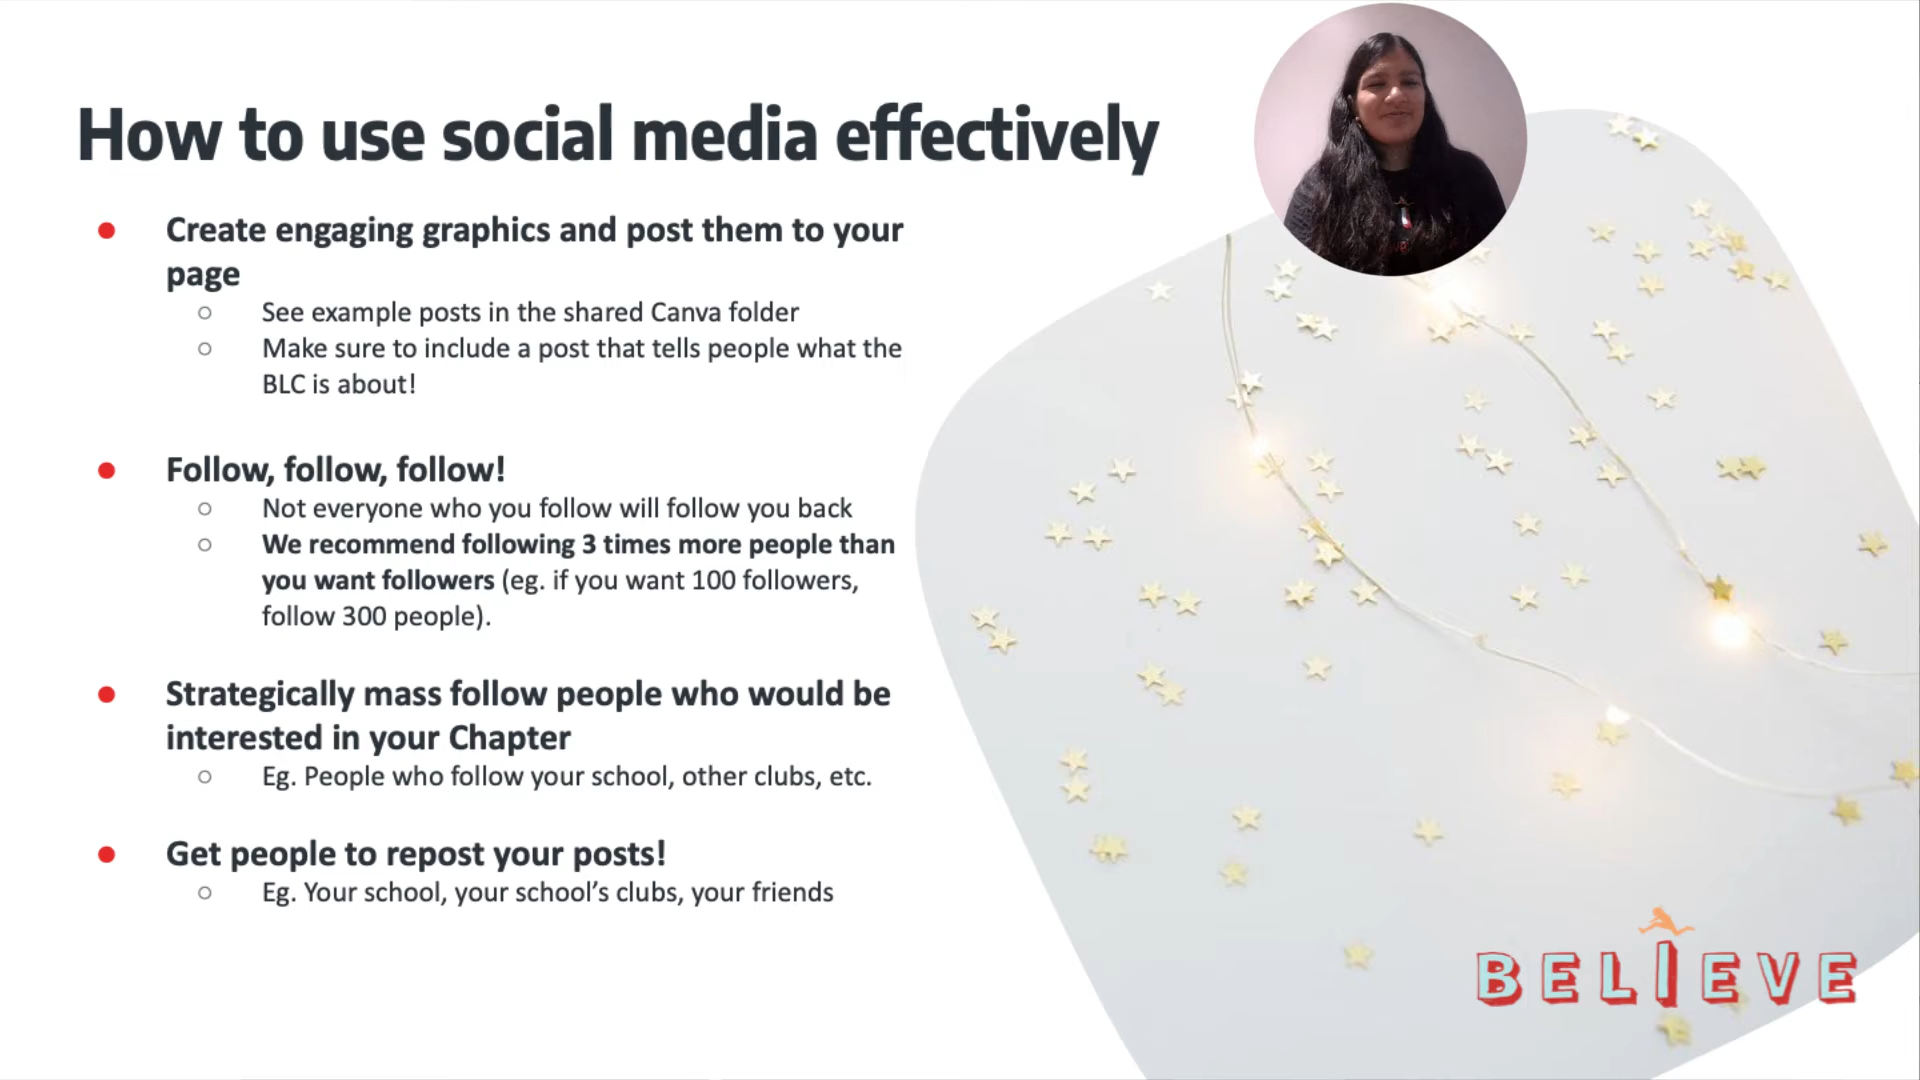 How to use social media effectively
● Create engaging graphics and post them to your
page
○ See example posts in the shared Canva folder
○ Make sure to include a post that tells people what the
BLC is about!
● Follow, follow, follow!
○ Not everyone who you follow will follow you back
○ We recommend following 3 times more people than
you want followers (eg. if you want 100 followers,
follow 300 people).
● Strategically mass follow people who would be
interested in your Chapter
○ Eg. People who follow your school, other clubs, etc.
● Get people to repost your posts!
○ Eg. Your school, your school’s clubs, your friends
BELIEVE